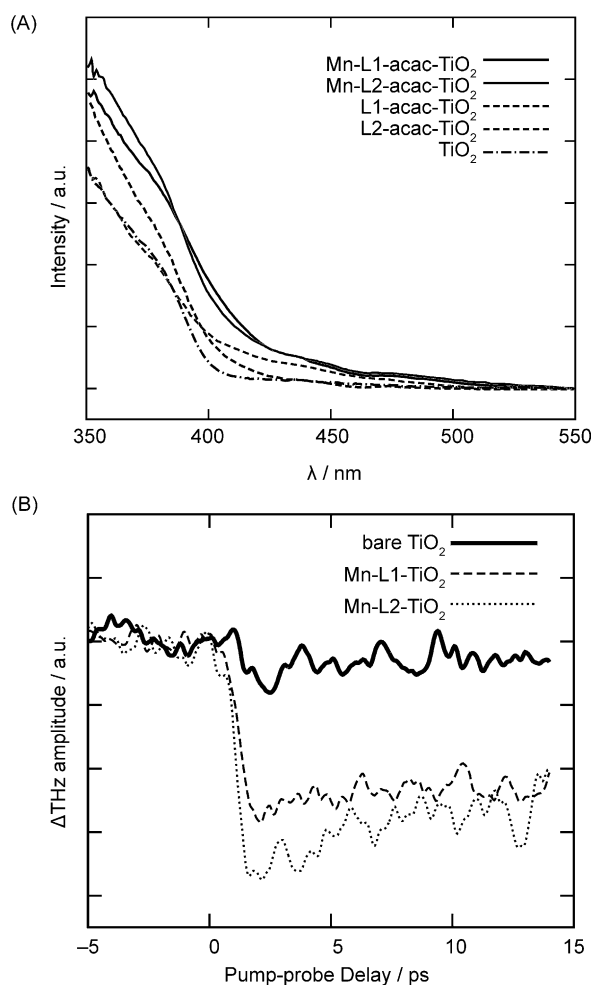 (A)
Mn-L1-acac-TiO₂
Mn-L2-acac-TiO₂
L1-acac-TiO₂
L2-acac-TiO₂
TiO₂
Intensity / a.u.
350 400 450 500 550
λ / nm
(B)
bare TiO₂
Mn-L1-TiO₂
Mn-L2-TiO₂
ΔTHz amplitude / a.u.
–5 0 5 10 15
Pump-probe Delay / ps